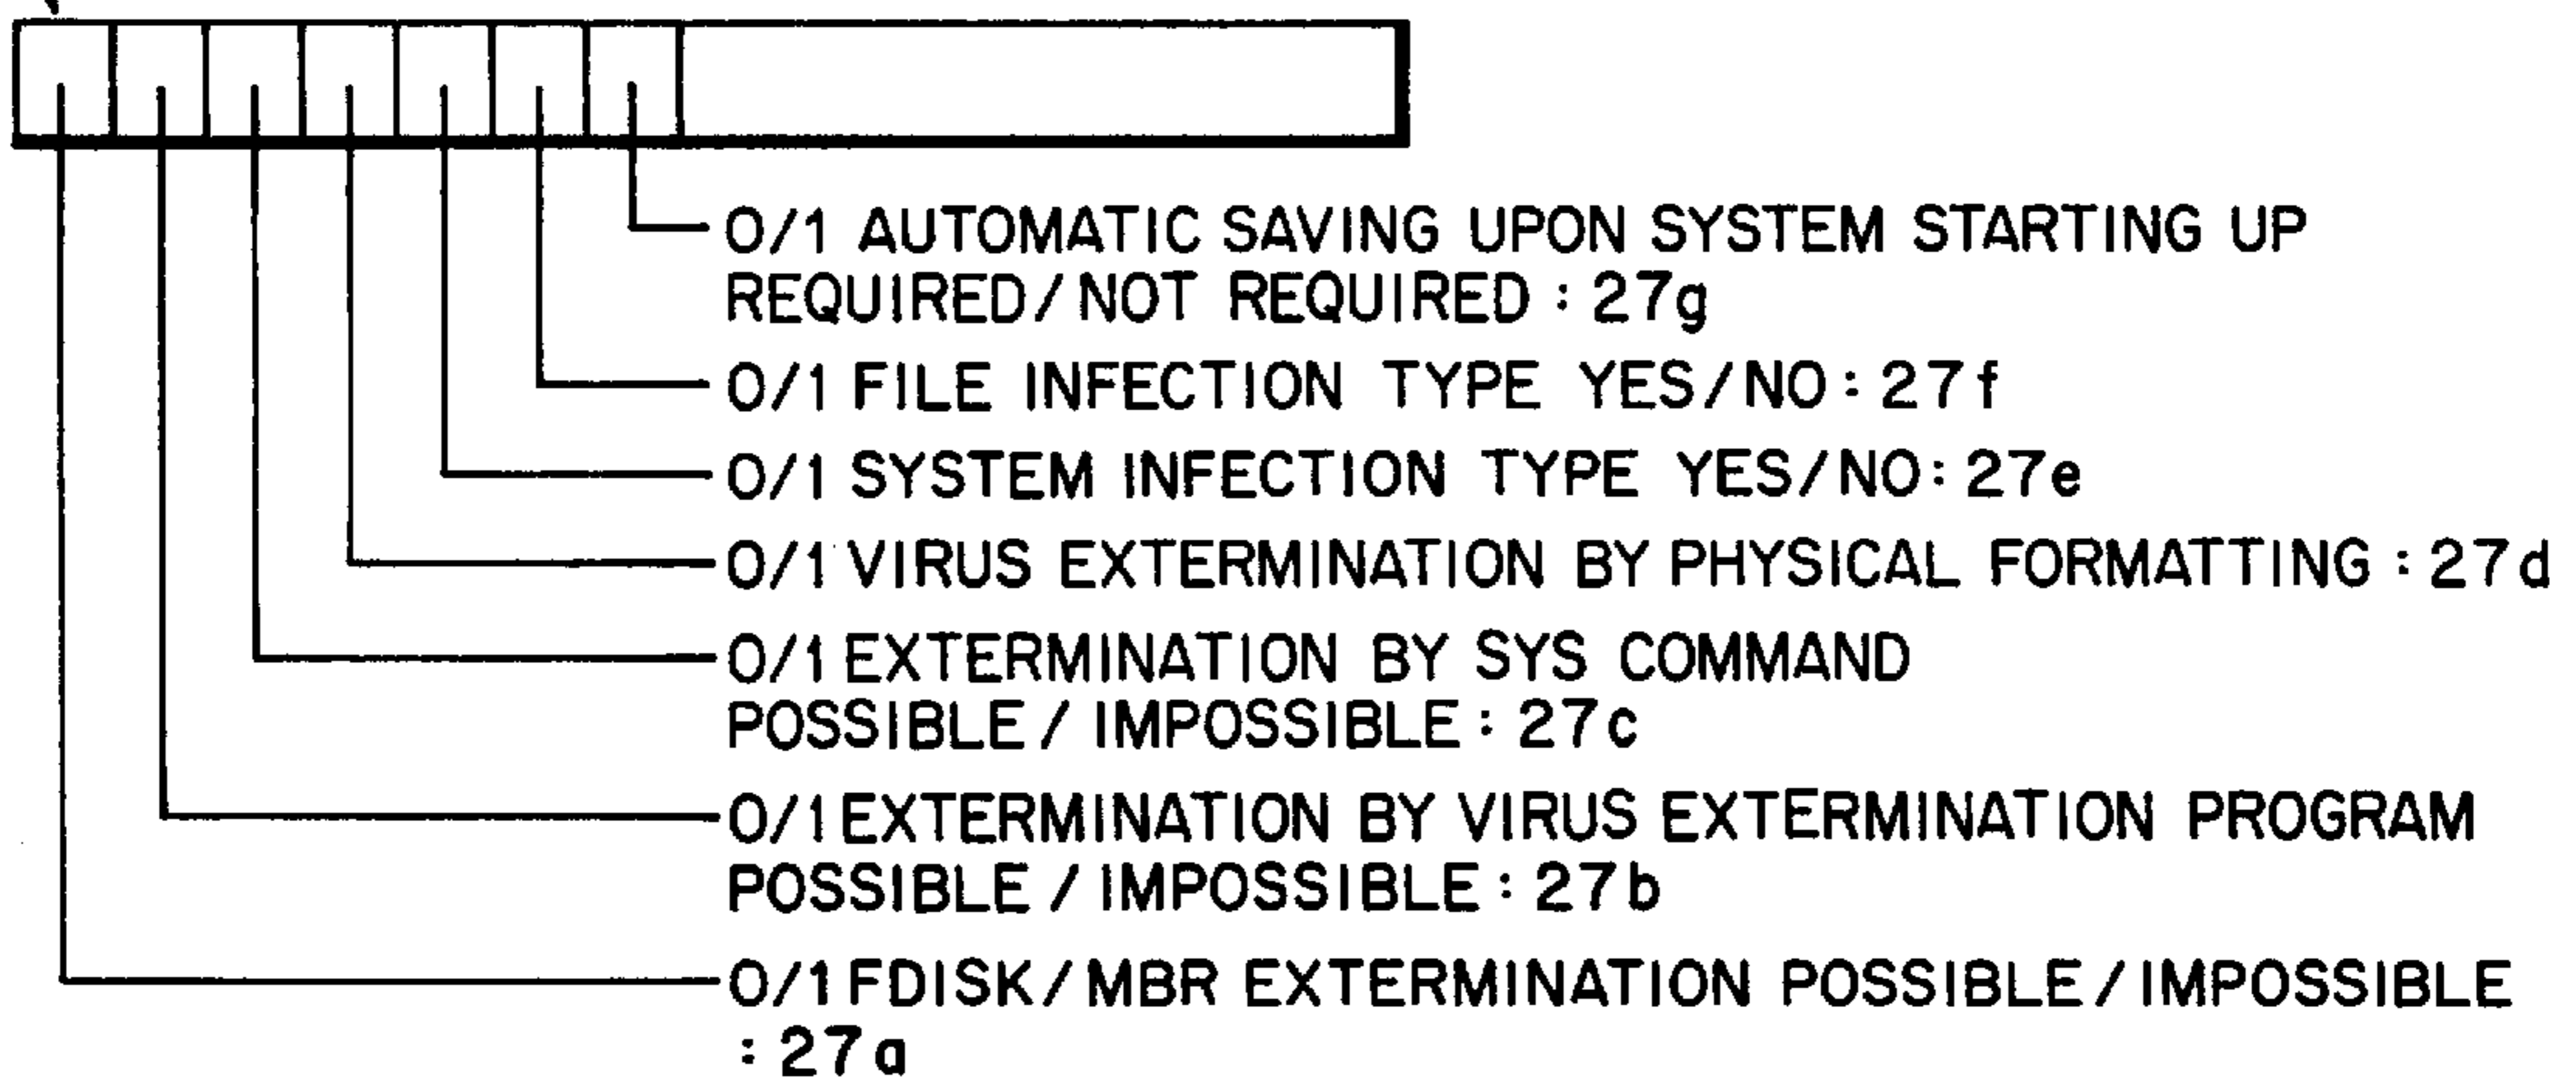 0/1 AUTOMATIC SAVING UPON SYSTEM STARTING UP
REQUIRED/NOT REQUIRED : 27g
0/1 FILE INFECTION TYPE YES/NO: 27f
0/1 SYSTEM INFECTION TYPE YES/NO: 27e
0/1 VIRUS EXTERMINATION BY PHYSICAL FORMATTING : 27d
0/1 EXTERMINATION BY SYS COMMAND
POSSIBLE / IMPOSSIBLE : 27c
0/1 EXTERMINATION BY VIRUS EXTERMINATION PROGRAM
POSSIBLE / IMPOSSIBLE : 27b
0/1 FDISK/MBR EXTERMINATION POSSIBLE/IMPOSSIBLE
: 27a